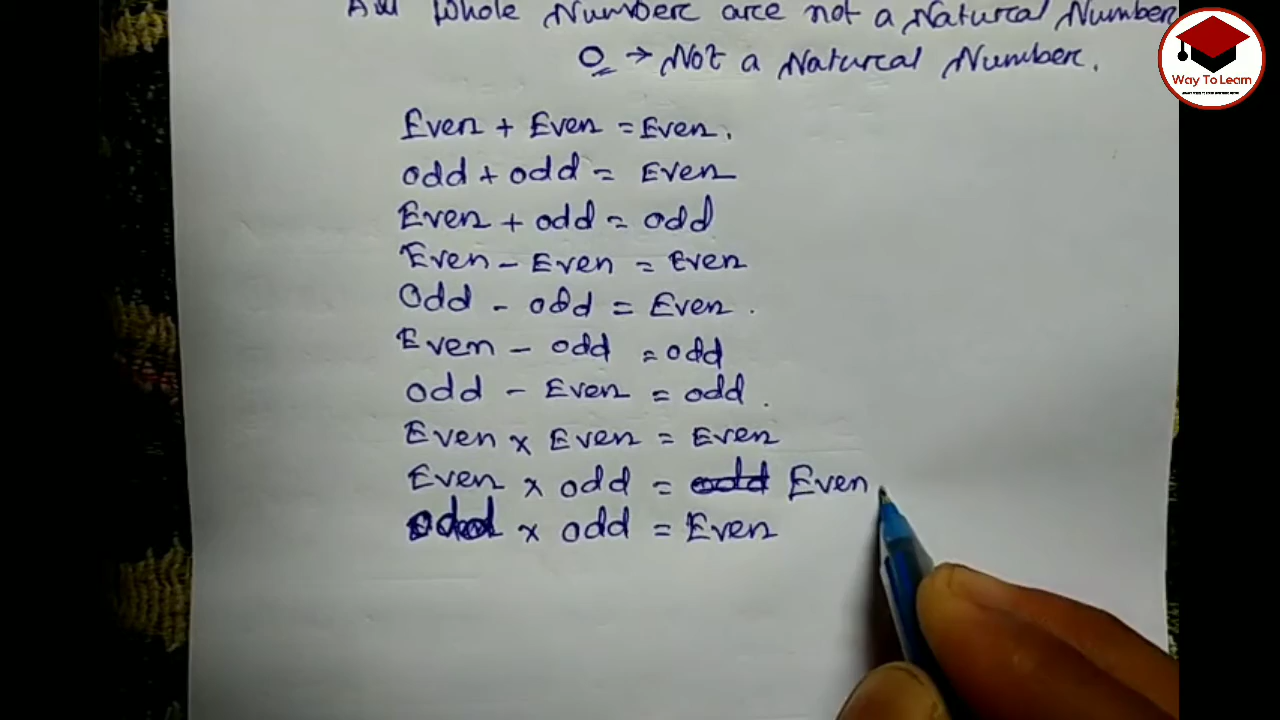 All Whole Number are not a Natural Number
0 → Not a Natural Number.
Even + Even = Even.
odd + odd = Even
Even + odd = odd
Even - Even = Even
Odd - odd = Even.
Even - odd = odd
odd - Even = odd.
Even × Even = Even
Even × odd = odd Even
odd × odd = Even
Way To Learn